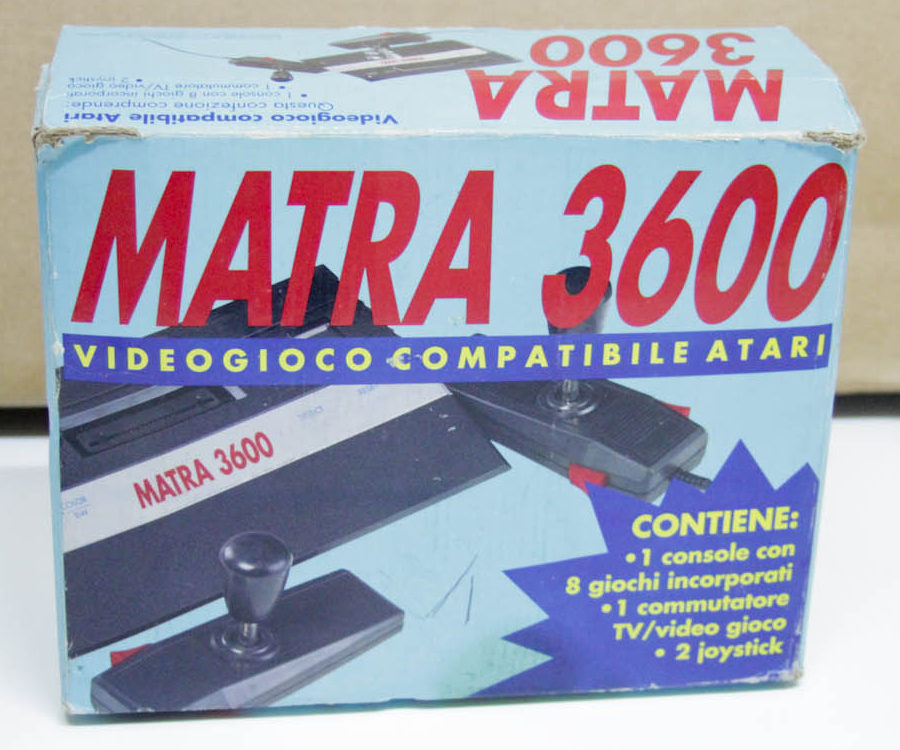 MATRA 3600
Videogioco compatibile Atari
Questa confezione comprende:
• 1 console con 8 giochi incorporati
• 1 commutatore TV/video gioco
• 2 joystick
MATRA 3600
VIDEOGIOCO COMPATIBILE ATARI
MATRA 3600
CONTIENE:
• 1 console con
8 giochi incorporati
• 1 commutatore
TV/video gioco
• 2 joystick